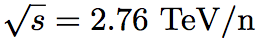 √s = 2.76 TeV/n